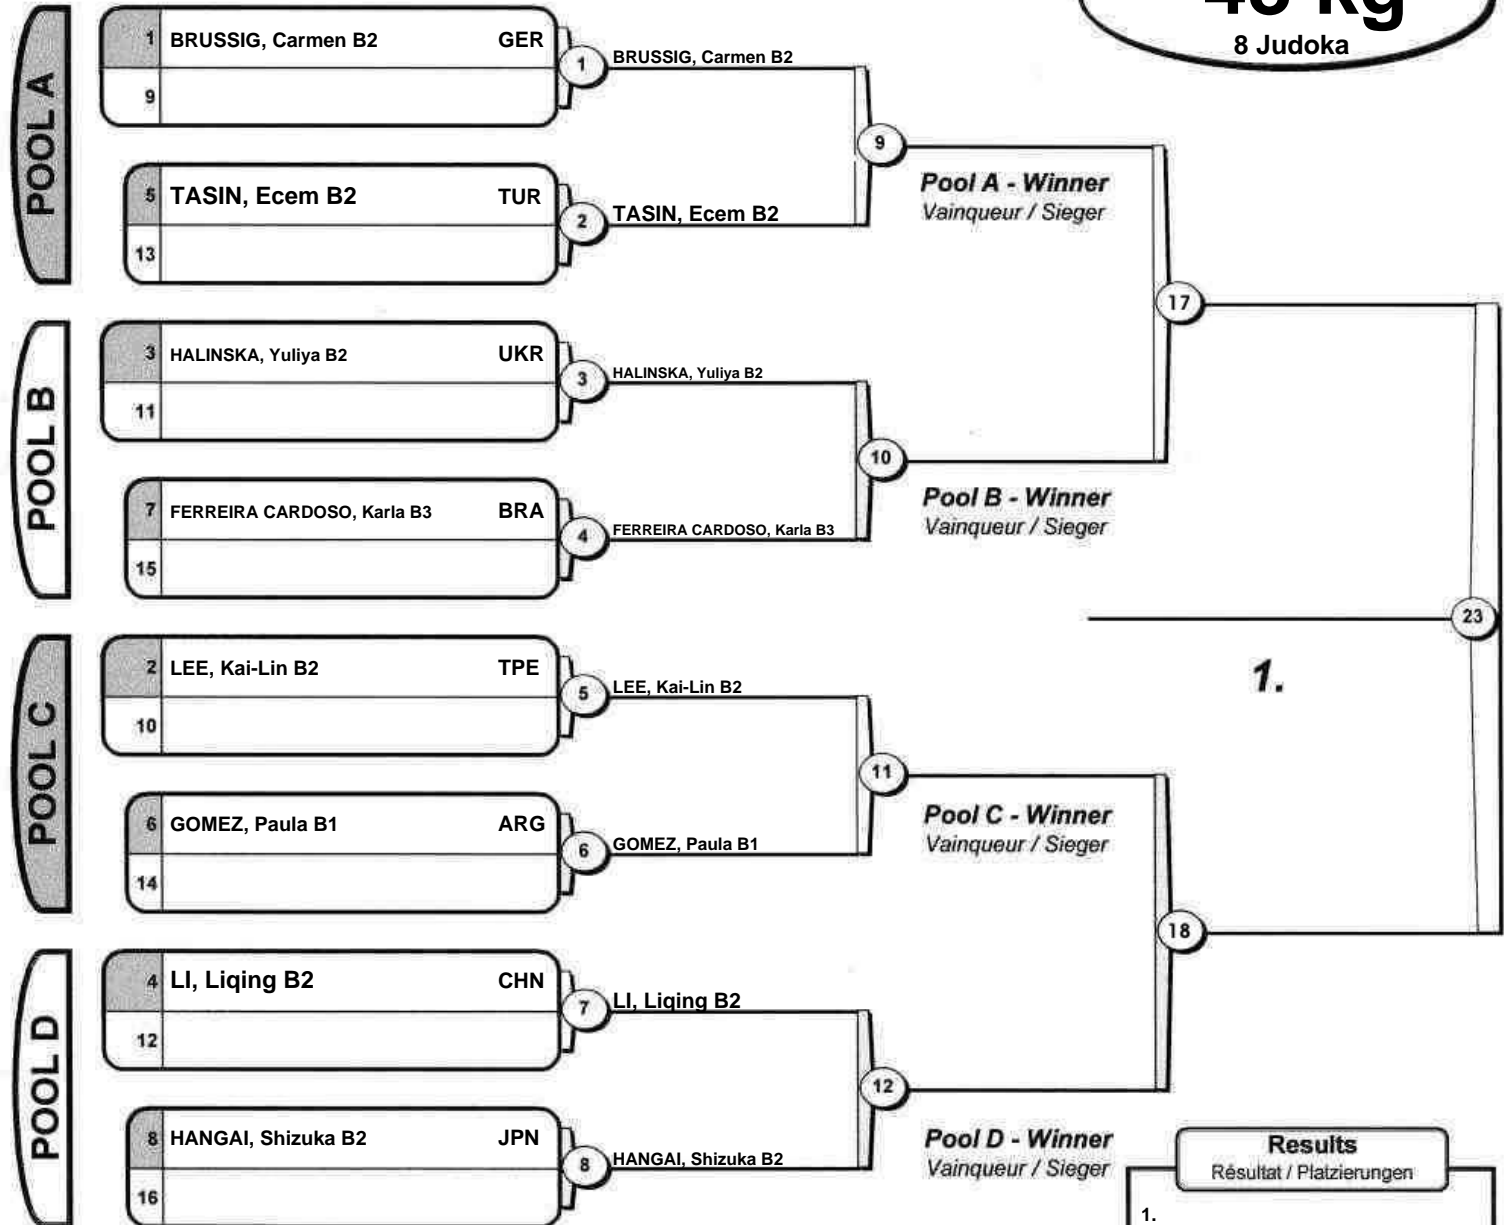 48 kg
8 Judoka
POOL A
1 BRUSSIG, Carmen B2 GER
9
1
BRUSSIG, Carmen B2
5 TASIN, Ecem B2 TUR
13
2
TASIN, Ecem B2
9
Pool A - Winner
Vainqueur / Sieger
POOL B
3 HALINSKA, Yuliya B2 UKR
11
3
HALINSKA, Yuliya B2
7 FERREIRA CARDOSO, Karla B3 BRA
15
4
FERREIRA CARDOSO, Karla B3
10
Pool B - Winner
Vainqueur / Sieger
17
POOL C
2 LEE, Kai-Lin B2 TPE
10
5
LEE, Kai-Lin B2
6 GOMEZ, Paula B1 ARG
14
6
GOMEZ, Paula B1
11
Pool C - Winner
Vainqueur / Sieger
POOL D
4 LI, Liqing B2 CHN
12
7
LI, Liqing B2
8 HANGAI, Shizuka B2 JPN
16
8
HANGAI, Shizuka B2
12
Pool D - Winner
Vainqueur / Sieger
18
23
1.
Results
Résultat / Platzierungen
1.